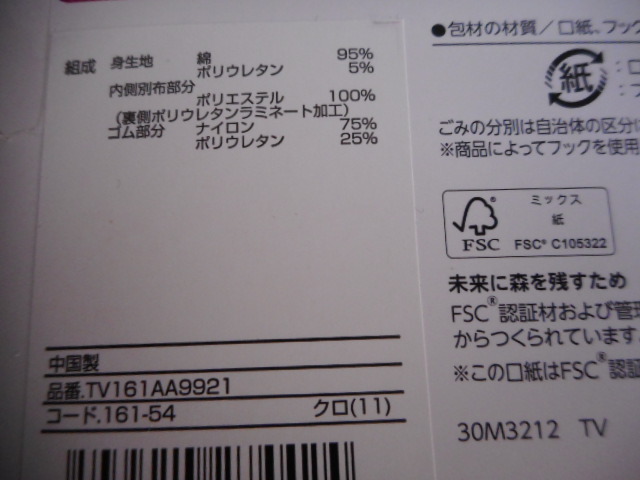 組成 身生地 綿 95%
ポリウレタン 5%
内側別布部分
ポリエステル 100%
(裏側ポリウレタンラミネート加工)
ゴム部分 ナイロン 75%
ポリウレタン 25%
中国製
品番.TV161AA9921
コード.161-54 クロ(11)
●包材の材質/口紙、フック
紙 :口
:フ
ごみの分別は自治体の区分に
※商品によってフックを使用
ミックス
紙
FSC FSC® C105322
未来に森を残すため
FSC®認証材および管理
からつくられています。
※この口紙はFSC®認証
30M3212 TV